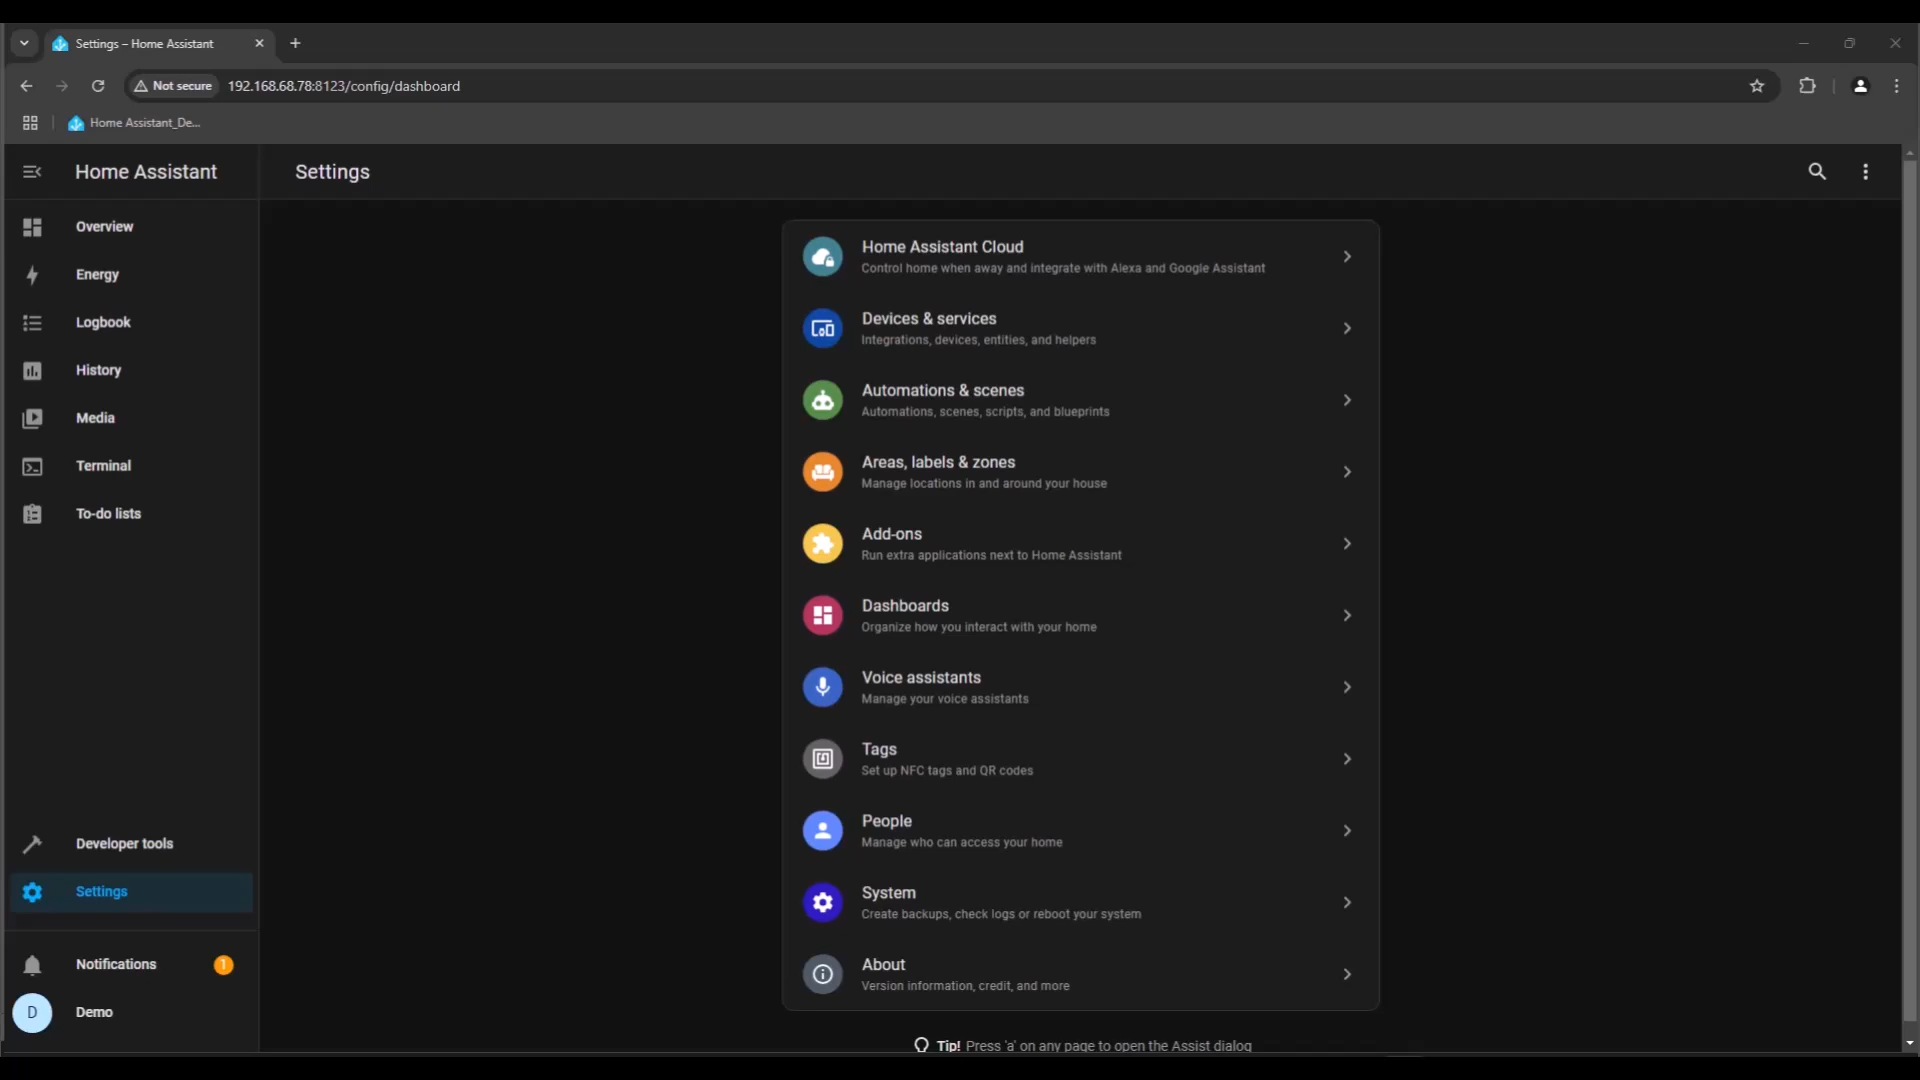 Settings – Home Assistant
Not secure
192.168.68.78:8123/config/dashboard
Home Assistant_De...
Home Assistant
Settings
Overview
Energy
Logbook
History
Media
Terminal
To-do lists
Developer tools
Settings
Notifications
1
D
Demo
Home Assistant Cloud
Control home when away and integrate with Alexa and Google Assistant
Devices & services
Integrations, devices, entities, and helpers
Automations & scenes
Automations, scenes, scripts, and blueprints
Areas, labels & zones
Manage locations in and around your house
Add-ons
Run extra applications next to Home Assistant
Dashboards
Organize how you interact with your home
Voice assistants
Manage your voice assistants
Tags
Set up NFC tags and QR codes
People
Manage who can access your home
System
Create backups, check logs or reboot your system
About
Version information, credit, and more
Tip! Press 'a' on any page to open the Assist dialog